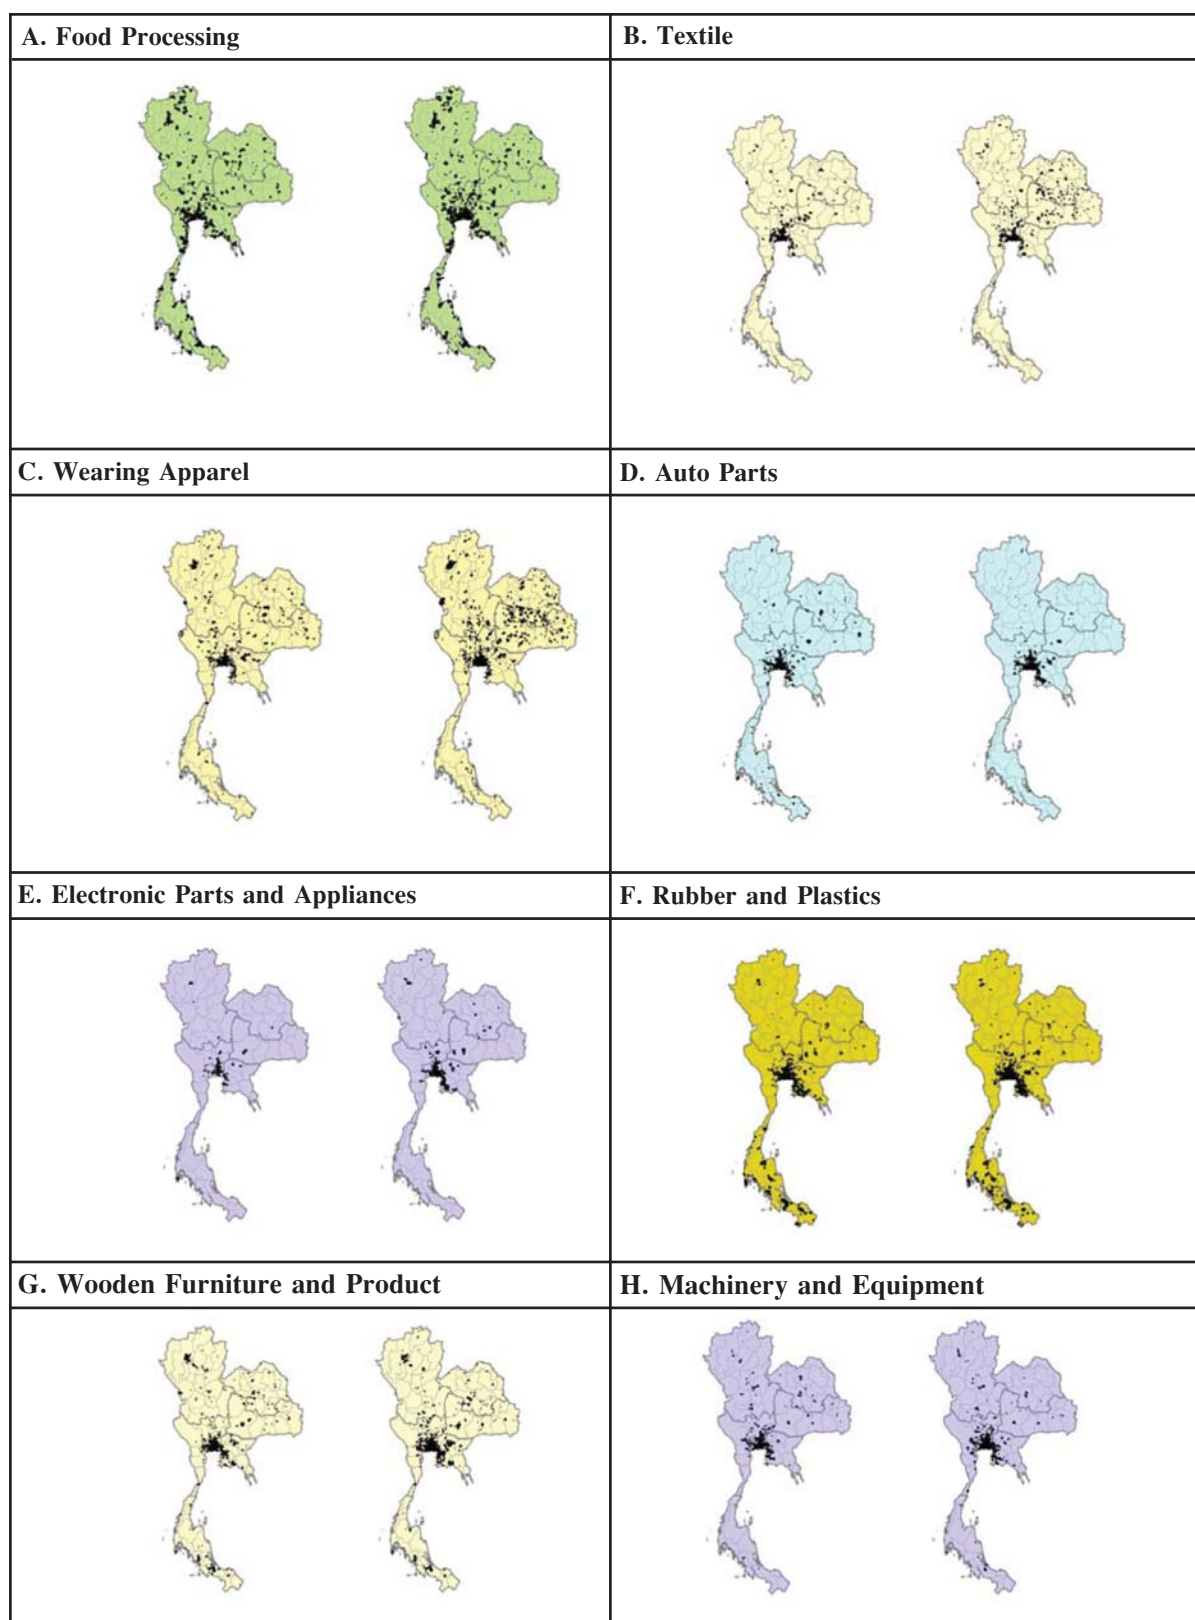 A. Food Processing
B. Textile
C. Wearing Apparel
D. Auto Parts
E. Electronic Parts and Appliances
F. Rubber and Plastics
G. Wooden Furniture and Product
H. Machinery and Equipment